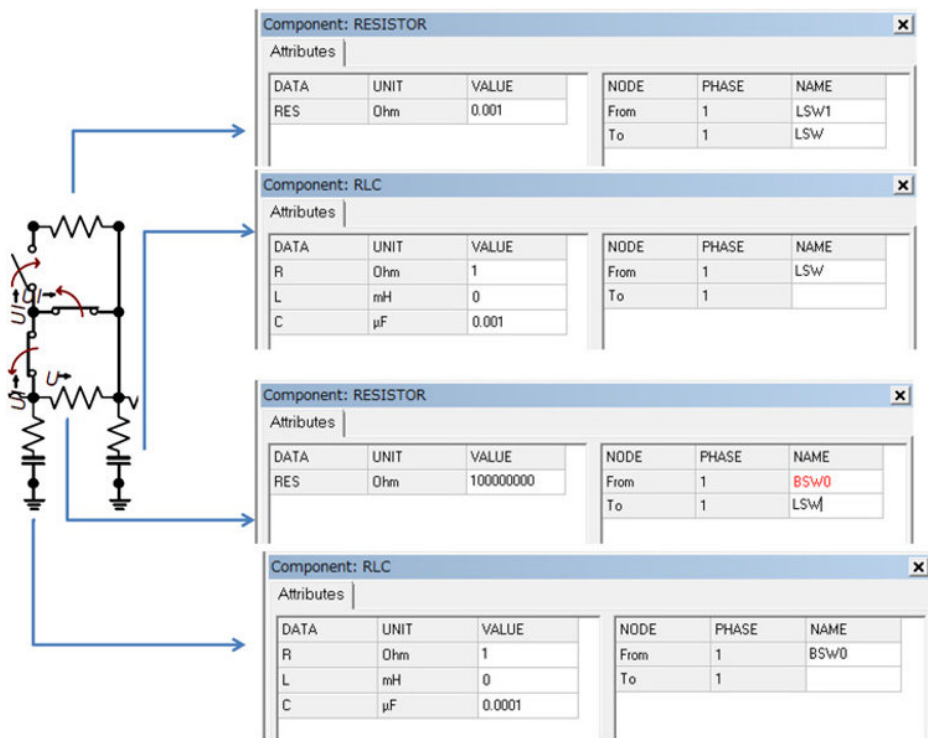 Component: RESISTOR
Attributes
DATA UNIT VALUE NODE PHASE NAME
RES Ohm 0.001 From 1 LSW1
To 1 LSW
Component: RLC
Attributes
DATA UNIT VALUE NODE PHASE NAME
R Ohm 1 From 1 LSW
L mH 0 To 1
C µF 0.001
UI
UI
U
UI
Component: RESISTOR
Attributes
DATA UNIT VALUE NODE PHASE NAME
RES Ohm 100000000 From 1 BSW0
To 1 LSW
Component: RLC
Attributes
DATA UNIT VALUE NODE PHASE NAME
R Ohm 1 From 1 BSW0
L mH 0 To 1
C µF 0.0001